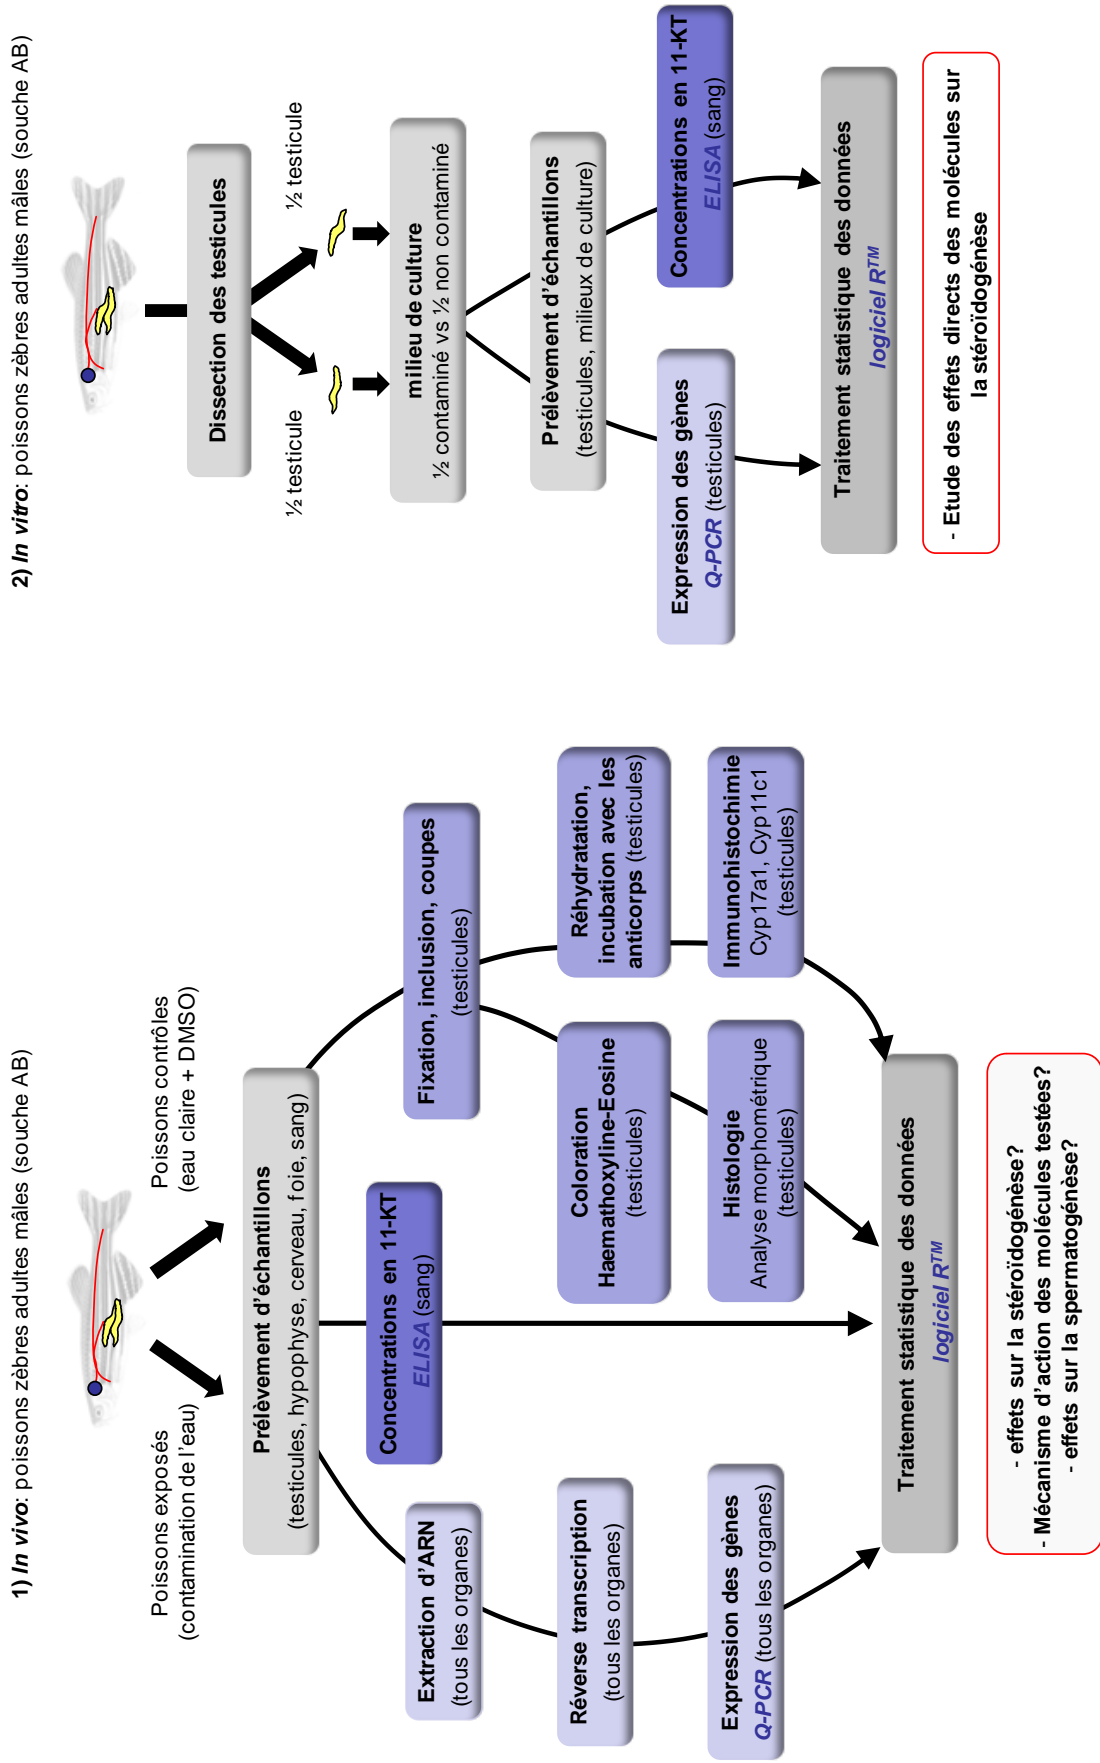 1) In vivo: poissons zèbres adultes mâles (souche AB)
Poissons exposés
(contamination de l'eau)
Poissons contrôles
(eau claire + DMSO)
Prélèvement d'échantillons
(testicules, hypophyse, cerveau, foie, sang)
Extraction d'ARN
(tous les organes)
Réverse transcription
(tous les organes)
Expression des gènes
Q-PCR (tous les organes)
Concentrations en 11-KT
ELISA (sang)
Fixation, inclusion, coupes
(testicules)
Coloration
Haemathoxyline-Eosine
(testicules)
Histologie
Analyse morphométrique
(testicules)
Réhydratation,
incubation avec les
anticorps (testicules)
Immunohistochimie
Cyp17a1, Cyp11c1
(testicules)
Traitement statistique des données
logiciel R™
- effets sur la stéroïdogénèse?
- Mécanisme d'action des molécules testées?
- effets sur la spermatogénèse?
2) In vitro: poissons zèbres adultes mâles (souche AB)
Dissection des testicules
½ testicule
½ testicule
milieu de culture
½ contaminé vs ½ non contaminé
Prélèvement d'échantillons
(testicules, milieux de culture)
Expression des gènes
Q-PCR (testicules)
Concentrations en 11-KT
ELISA (sang)
Traitement statistique des données
logiciel R™
- Etude des effets directs des molécules sur
la stéroïdogénèse